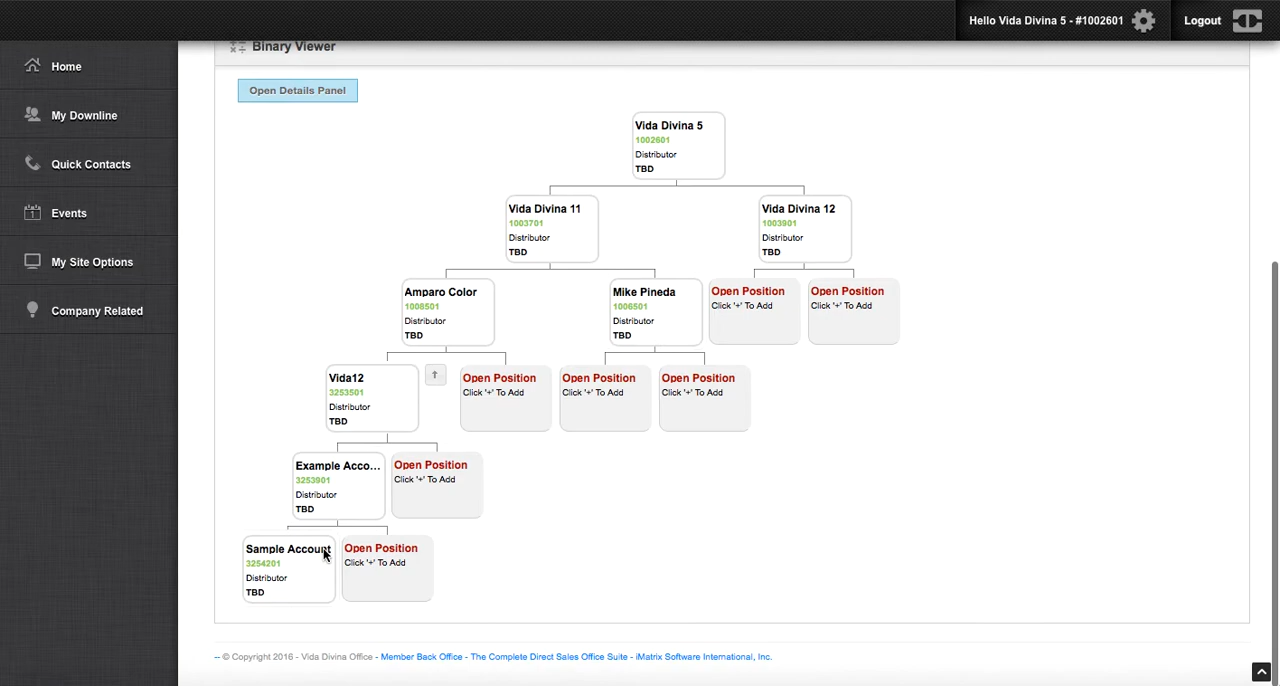 Hello Vida Divina 5 - #1002601
Logout
Home
My Downline
Quick Contacts
Events
My Site Options
Company Related
Binary Viewer
Open Details Panel
Vida Divina 5
1002601
Distributor
TBD
Vida Divina 11
1003701
Distributor
TBD
Vida Divina 12
1003901
Distributor
TBD
Amparo Color
1008501
Distributor
TBD
Mike Pineda
1006501
Distributor
TBD
Open Position
Click '+' To Add
Open Position
Click '+' To Add
Vida12
3253501
Distributor
TBD
Open Position
Click '+' To Add
Open Position
Click '+' To Add
Open Position
Click '+' To Add
Example Acco...
3253901
Distributor
TBD
Open Position
Click '+' To Add
Sample Account
3254201
Distributor
TBD
Open Position
Click '+' To Add
-- © Copyright 2016 - Vida Divina Office - Member Back Office - The Complete Direct Sales Office Suite - iMatrix Software International, Inc.